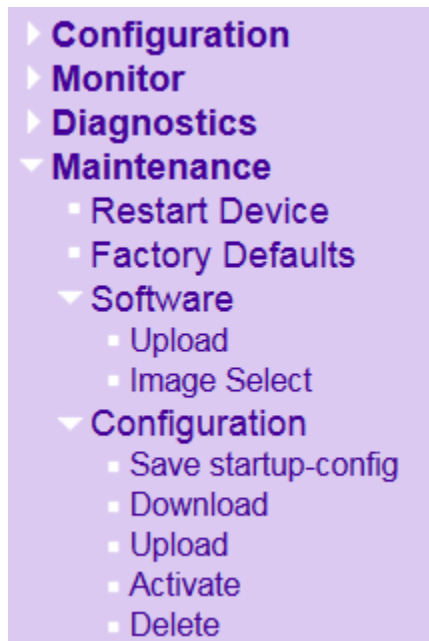 Configuration
Monitor
Diagnostics
Maintenance
Restart Device
Factory Defaults
Software
Upload
Image Select
Configuration
Save startup-config
Download
Upload
Activate
Delete